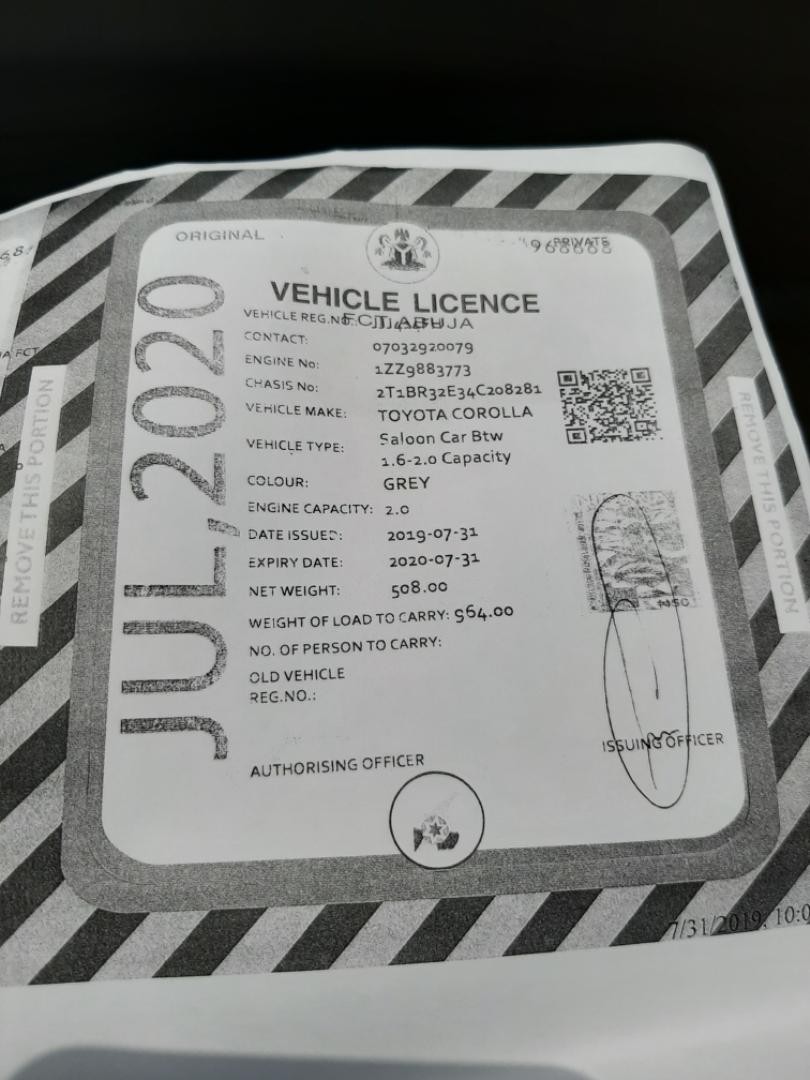 ORIGINAL
PRIVATE
VEHICLE LICENCE
FCT, ABUJA
VEHICLE REG.NO:
CONTACT: 07032920079
ENGINE No: 1ZZ9883773
CHASIS No: 2T1BR32E34C208281
VEHICLE MAKE: TOYOTA COROLLA
VEHICLE TYPE: Saloon Car Btw
1.6-2.0 Capacity
COLOUR: GREY
ENGINE CAPACITY: 2.0
DATE ISSUED: 2019-07-31
EXPIRY DATE: 2020-07-31
NET WEIGHT: 508.00
WEIGHT OF LOAD TO CARRY: 964.00
NO. OF PERSON TO CARRY:
OLD VEHICLE
REG.NO.:
AUTHORISING OFFICER
ISSUING OFFICER
JUL, 2020
REMOVE THIS PORTION
REMOVE THIS PORTION
₦450
7/31/2019, 10:0